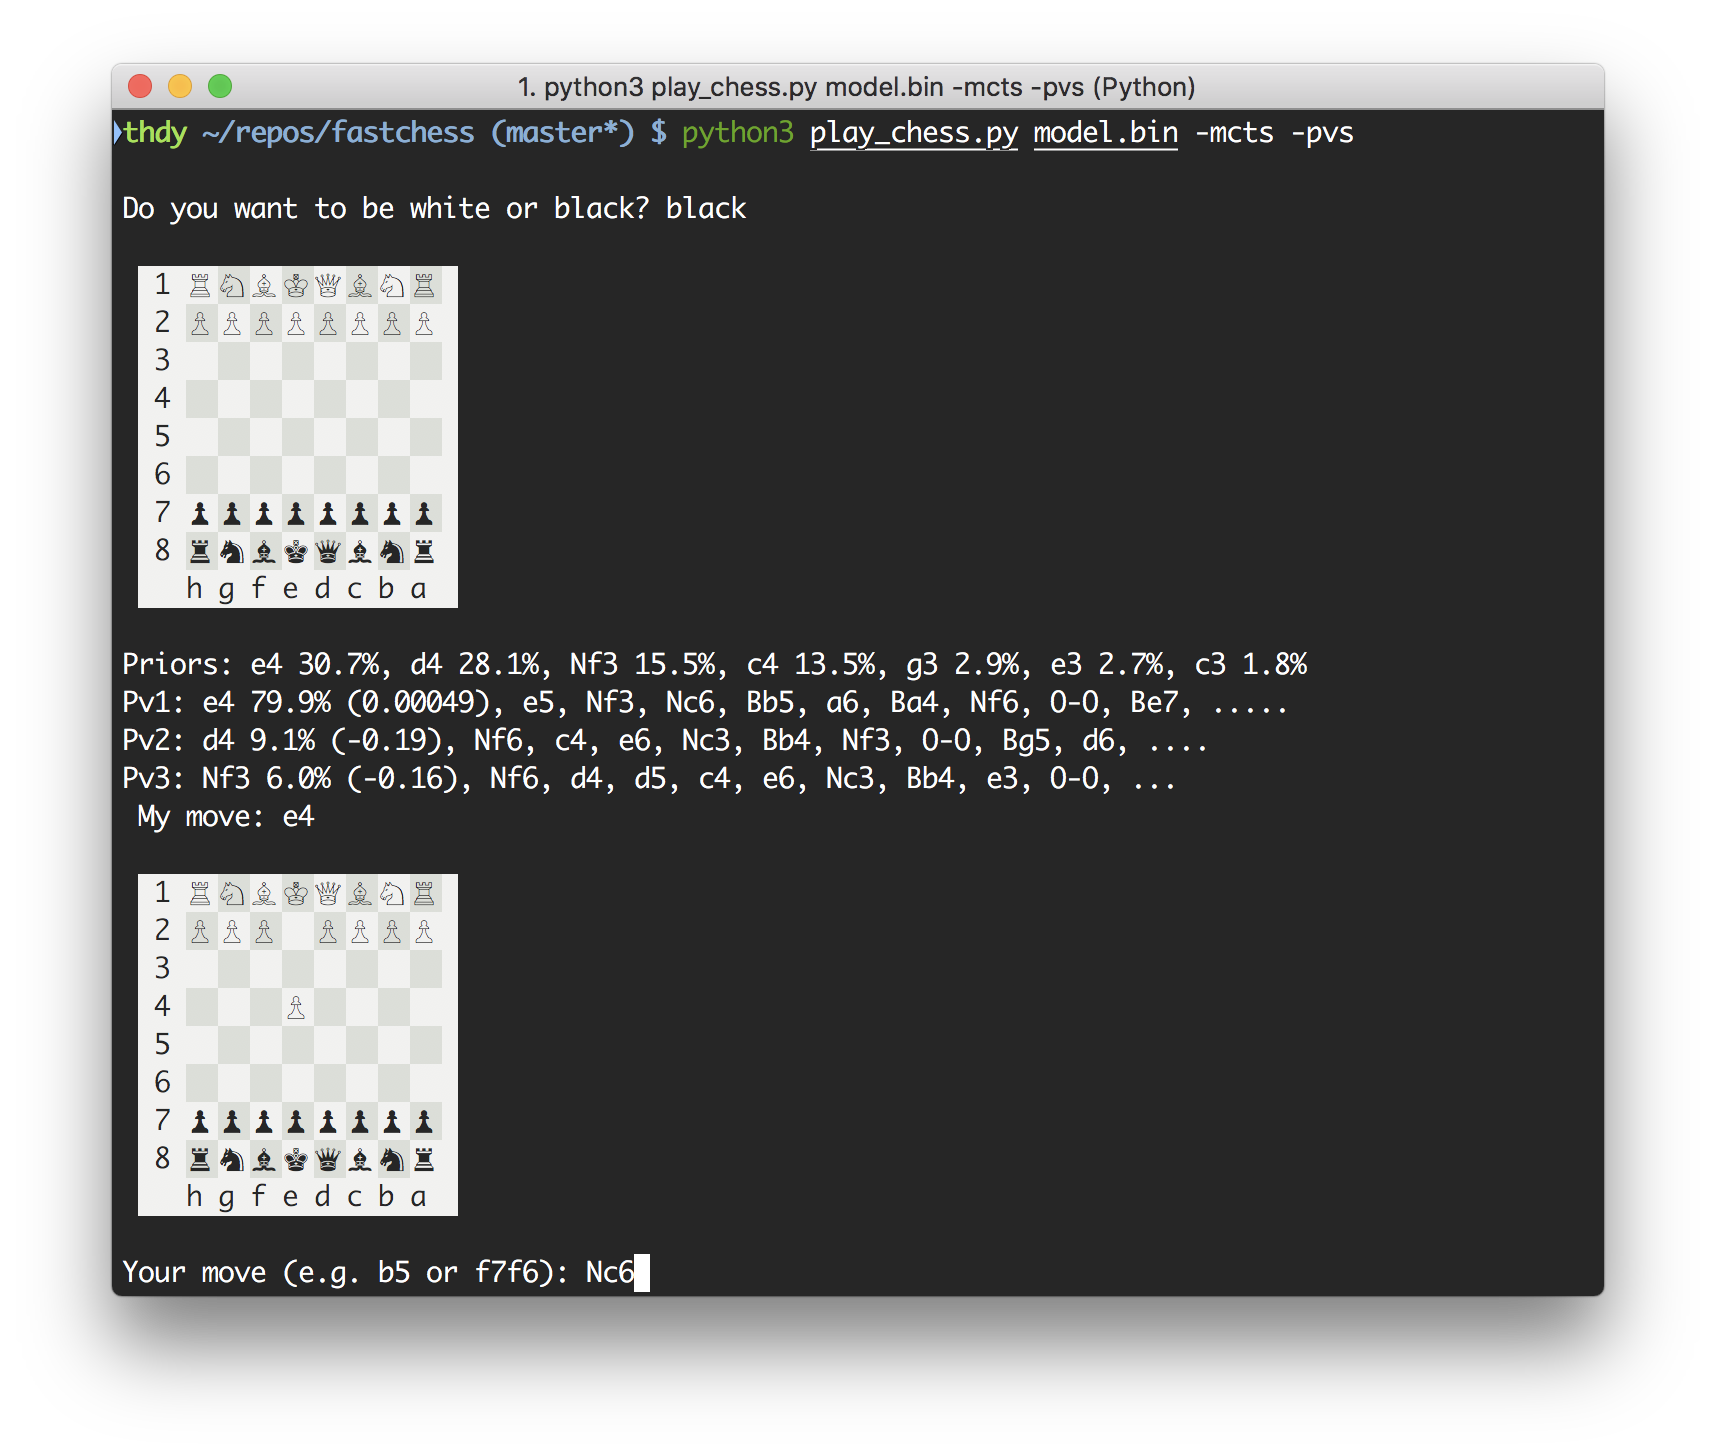 1. python3 play_chess.py model.bin -mcts -pvs (Python)
thdy ~/repos/fastchess (master*) $ python3 play_chess.py model.bin -mcts -pvs
Do you want to be white or black? black
1 ♖ ♘ ♗ ♔ ♕ ♗ ♘ ♖
2 ♙ ♙ ♙ ♙ ♙ ♙ ♙ ♙
3
4
5
6
7 ♟ ♟ ♟ ♟ ♟ ♟ ♟ ♟
8 ♜ ♞ ♝ ♚ ♛ ♝ ♞ ♜
h g f e d c b a
Priors: e4 30.7%, d4 28.1%, Nf3 15.5%, c4 13.5%, g3 2.9%, e3 2.7%, c3 1.8%
Pv1: e4 79.9% (0.00049), e5, Nf3, Nc6, Bb5, a6, Ba4, Nf6, O-O, Be7, .....
Pv2: d4 9.1% (-0.19), Nf6, c4, e6, Nc3, Bb4, Nf3, O-O, Bg5, d6, ....
Pv3: Nf3 6.0% (-0.16), Nf6, d4, d5, c4, e6, Nc3, Bb4, e3, O-O, ...
My move: e4
1 ♖ ♘ ♗ ♔ ♕ ♗ ♘ ♖
2 ♙ ♙ ♙ ♙ ♙ ♙ ♙
3
4 ♙
5
6
7 ♟ ♟ ♟ ♟ ♟ ♟ ♟ ♟
8 ♜ ♞ ♝ ♚ ♛ ♝ ♞ ♜
h g f e d c b a
Your move (e.g. b5 or f7f6): Nc6